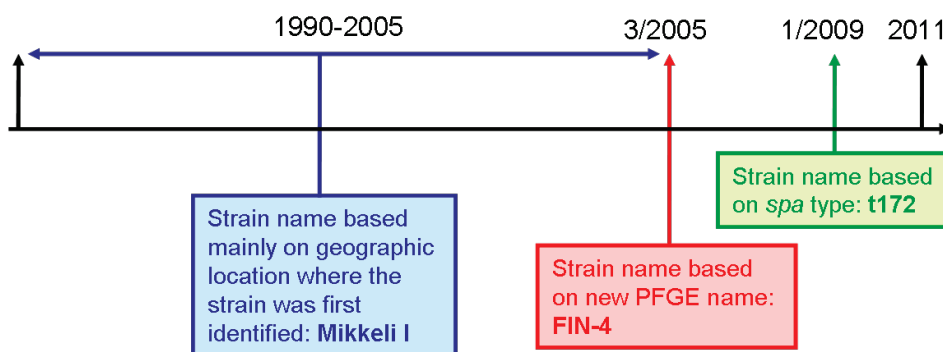 1990-2005
3/2005
1/2009
2011
Strain name based
mainly on geographic
location where the
strain was first
identified: Mikkeli I
Strain name based
on new PFGE name:
FIN-4
Strain name based
on spa type: t172